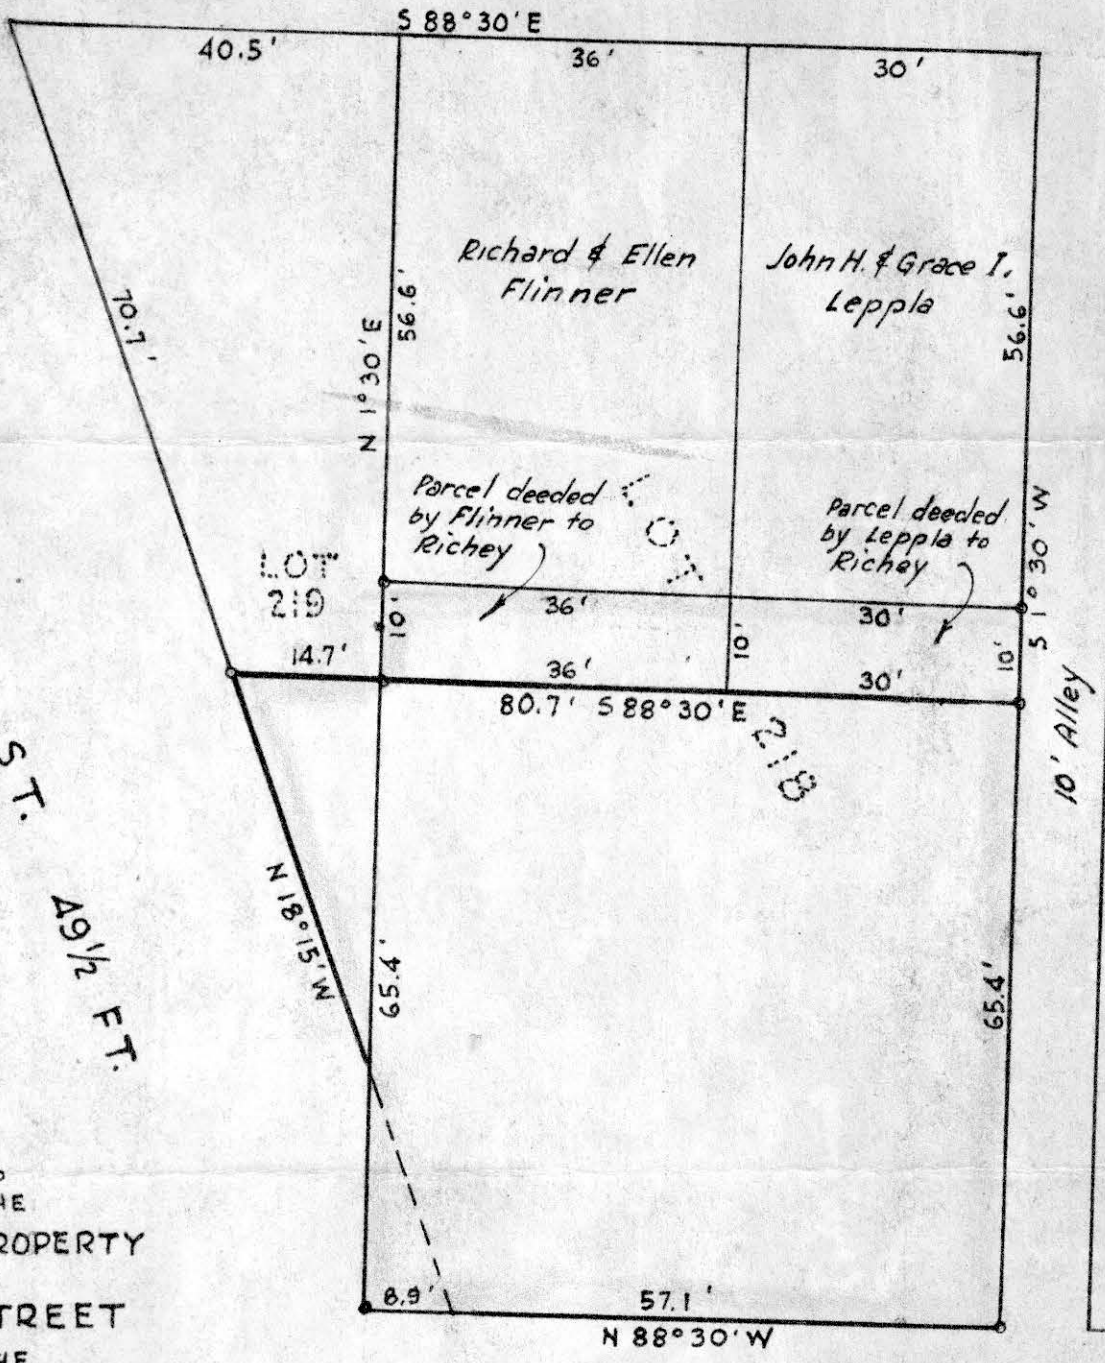 S 88°30'E
40.5'
36'
30'
70.7'
N 1°30'E
56.6'
Richard & Ellen
Flinner
John H. & Grace I.
Leppla
56.6'
Parcel deeded
by Flinner to
Richey
LOT
Parcel deeded
by Leppla to
Richey
S 1°30'W
LOT
219
10'
36'
30'
10'
10'
14.7'
36'
30'
80.7' S 88°30'E
218
10' Alley
ST.
49½ FT.
N 18°15'W
65.4'
65.4'
HE
ROPERTY
TREET
HE
8.9'
57.1'
N 88°30'W